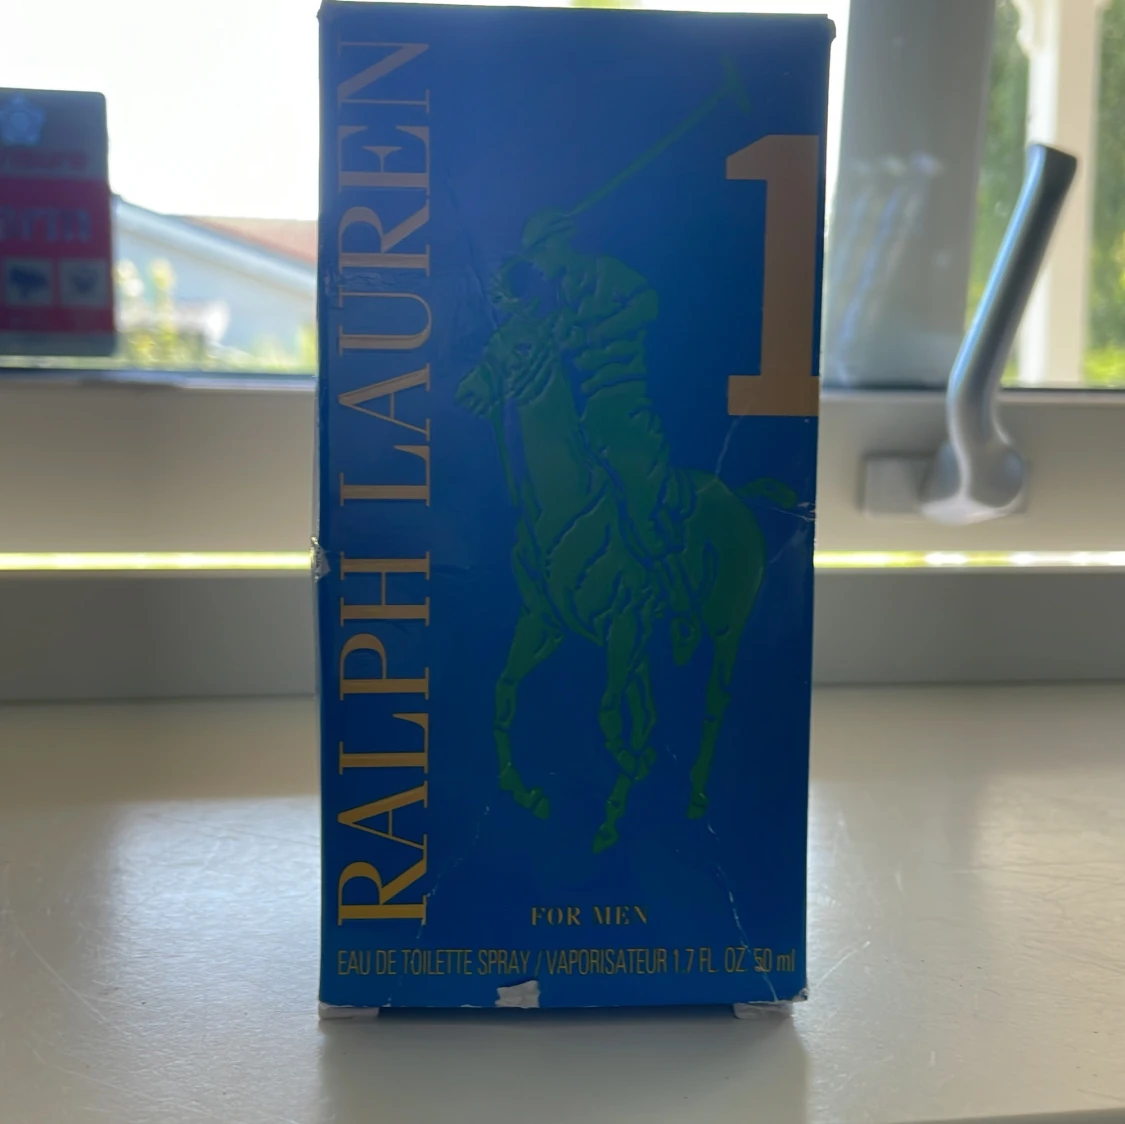 RALPH LAUREN
1
FOR MEN
EAU DE TOILETTE SPRAY / VAPORISATEUR 1.7 FL. OZ. 50 ml